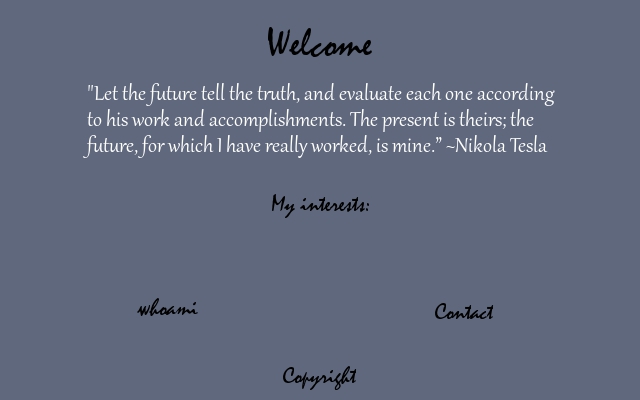 Welcome
"Let the future tell the truth, and evaluate each one according
to his work and accomplishments. The present is theirs; the
future, for which I have really worked, is mine.” ~Nikola Tesla
My interests:
whoami
Contact
Copyright